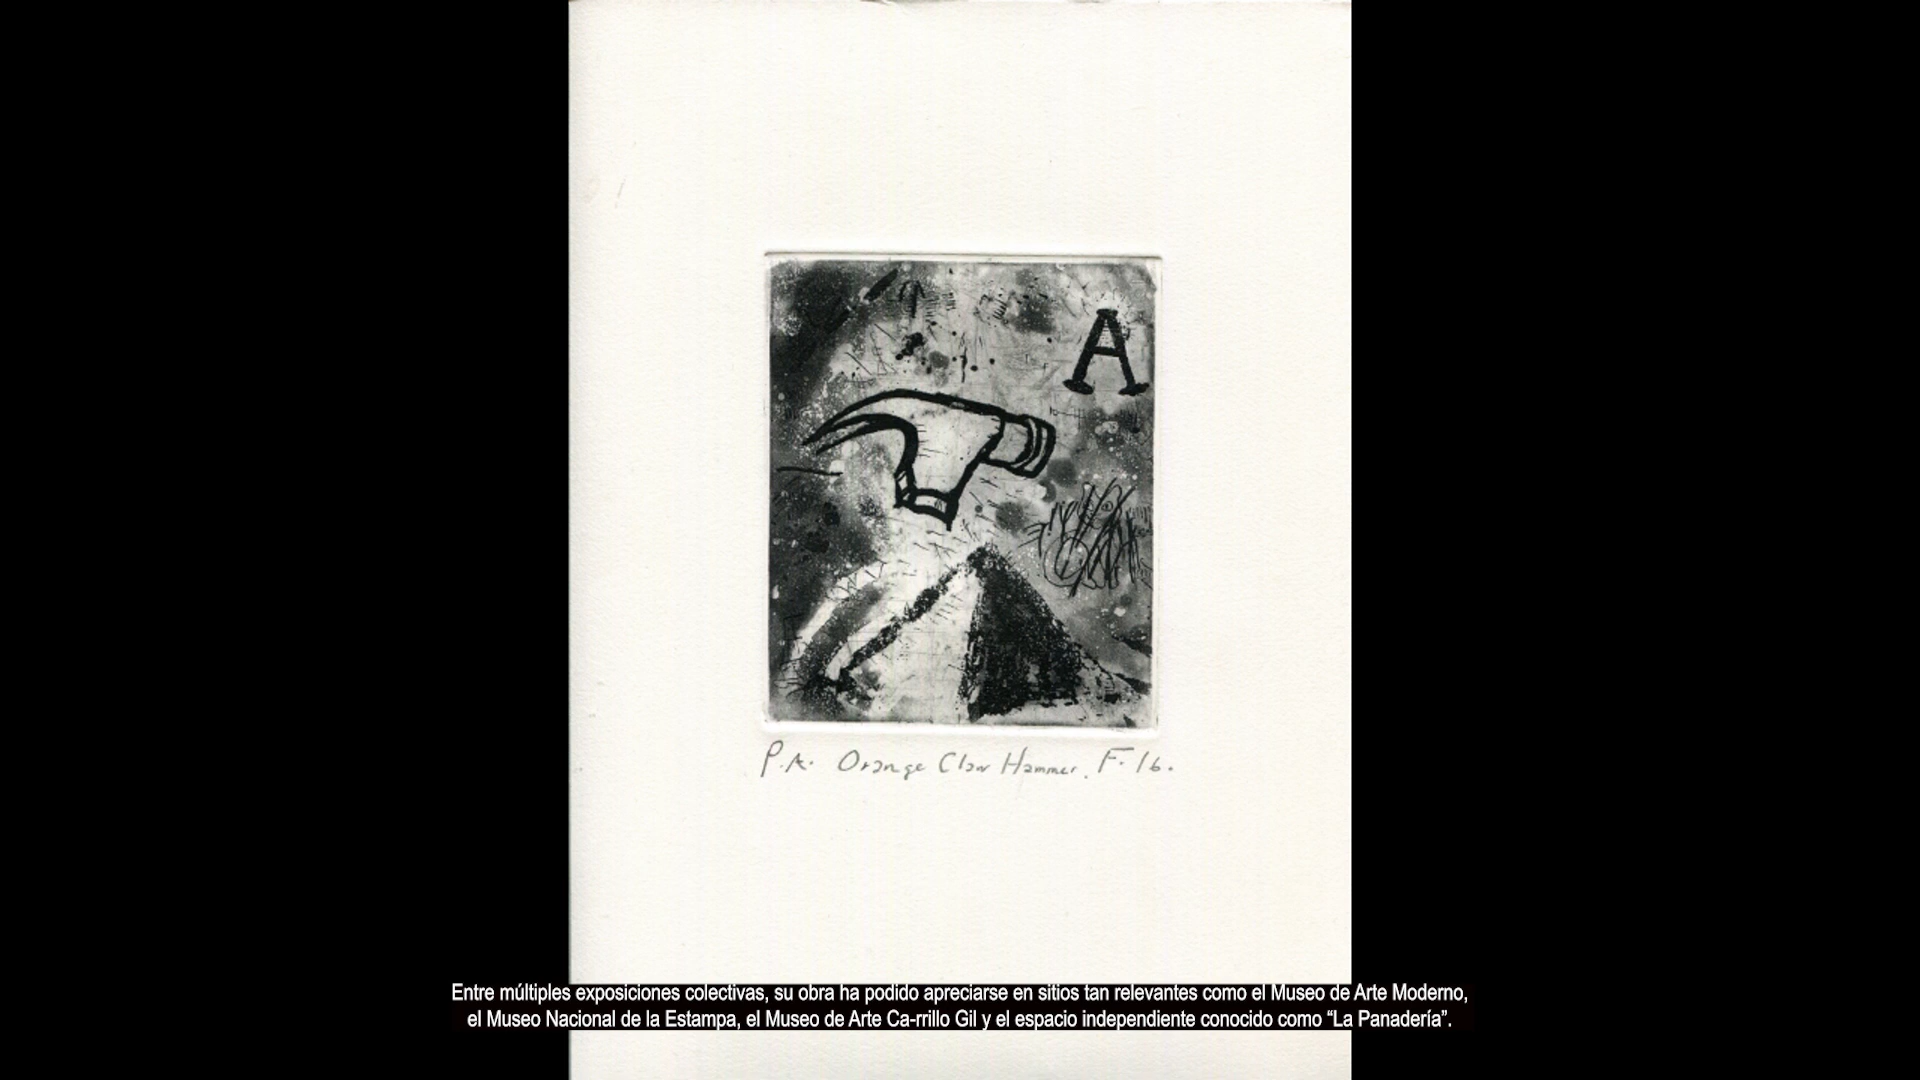 A
P.A. Orange Claw Hammer. F. 16.
Entre múltiples exposiciones colectivas, su obra ha podido apreciarse en sitios tan relevantes como el Museo de Arte Moderno,
el Museo Nacional de la Estampa, el Museo de Arte Ca-rrillo Gil y el espacio independiente conocido como “La Panadería”.